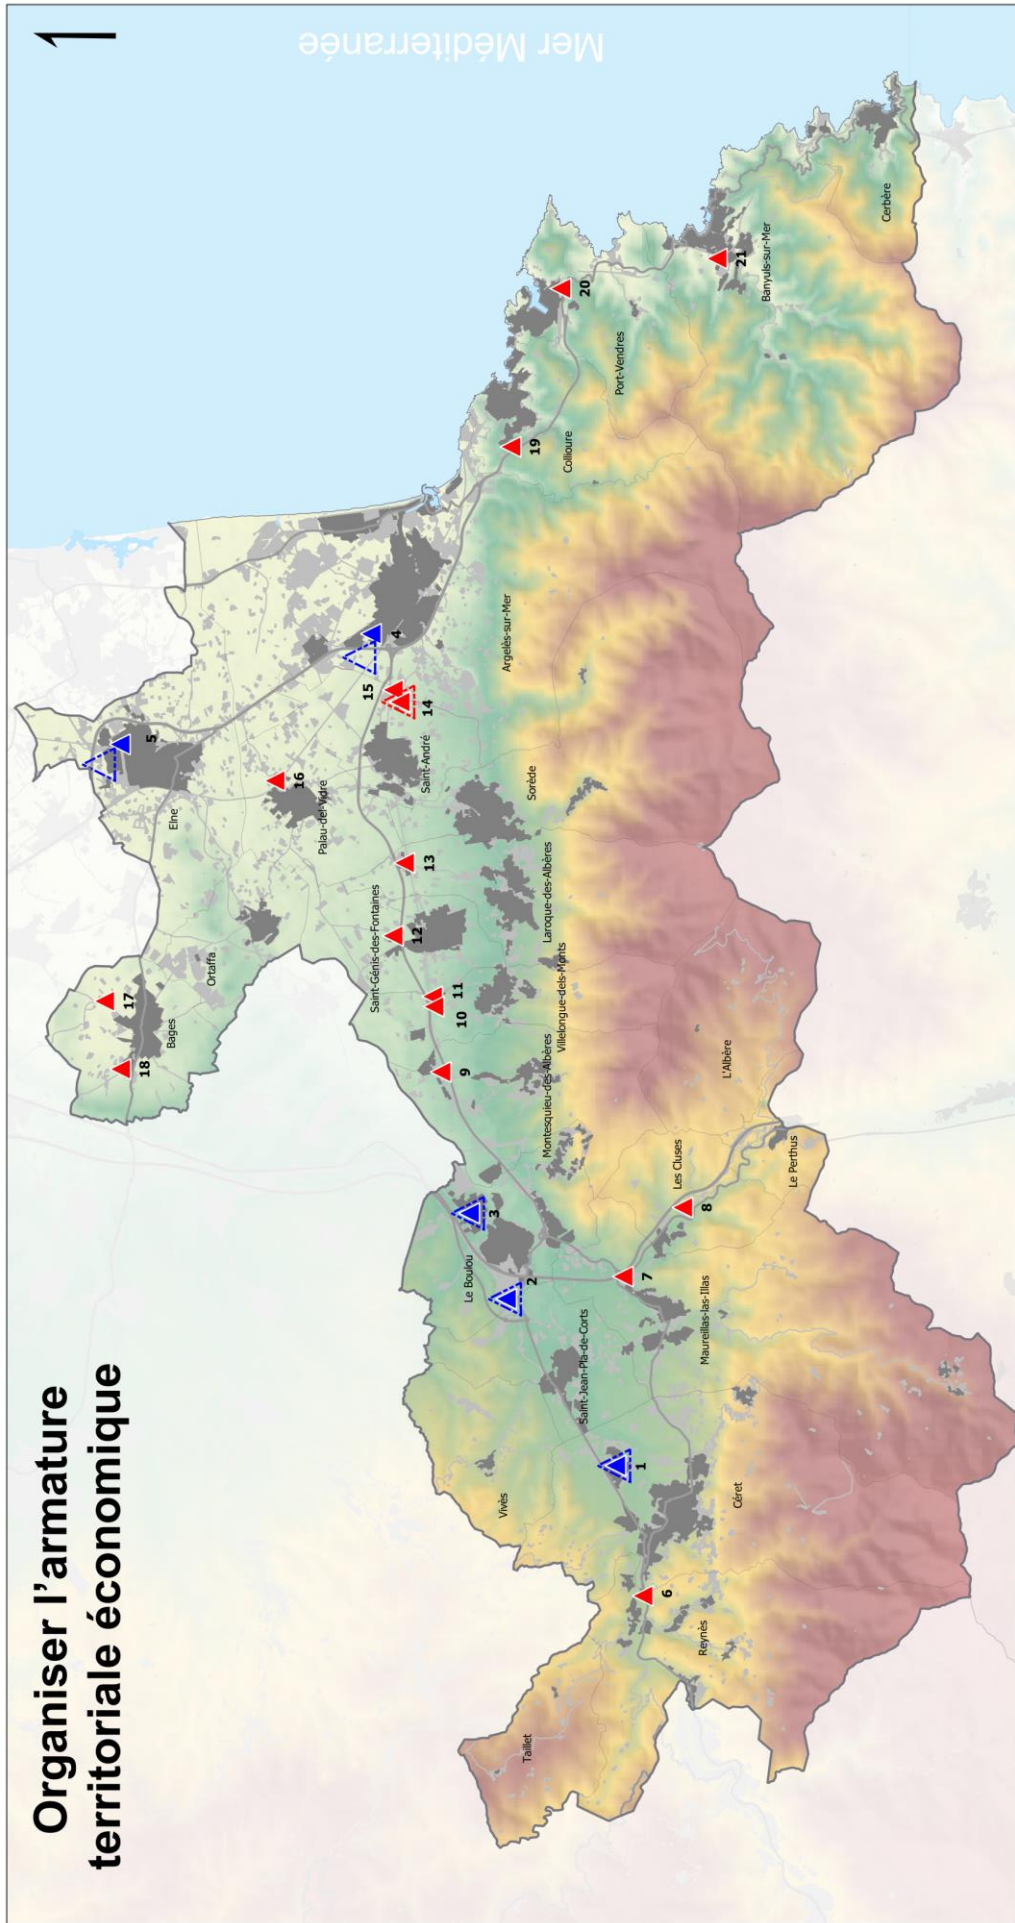 Organiser l'armature
territoriale économique
Mer Méditerranée
Taillet
Reynès
6
Vivès
Céret
1
Saint-Jean-Pla-de-Corts
Maureillas-las-Illas
2
Le Boulou
3
7
8
Les Cluses
Le Perthus
L'Albère
Montesquieu-des-Albères
9
Villelongue-dels-Monts
10
11
Saint-Génis-des-Fontaines
12
Laroque-des-Albères
13
18
Bages
17
Ortaffa
Elne
5
Palau-del-Vidre
16
Sorède
Saint-André
14
15
4
Argelès-sur-Mer
Collioure
19
Port-Vendres
20
21
Banyuls-sur-Mer
Cerbère